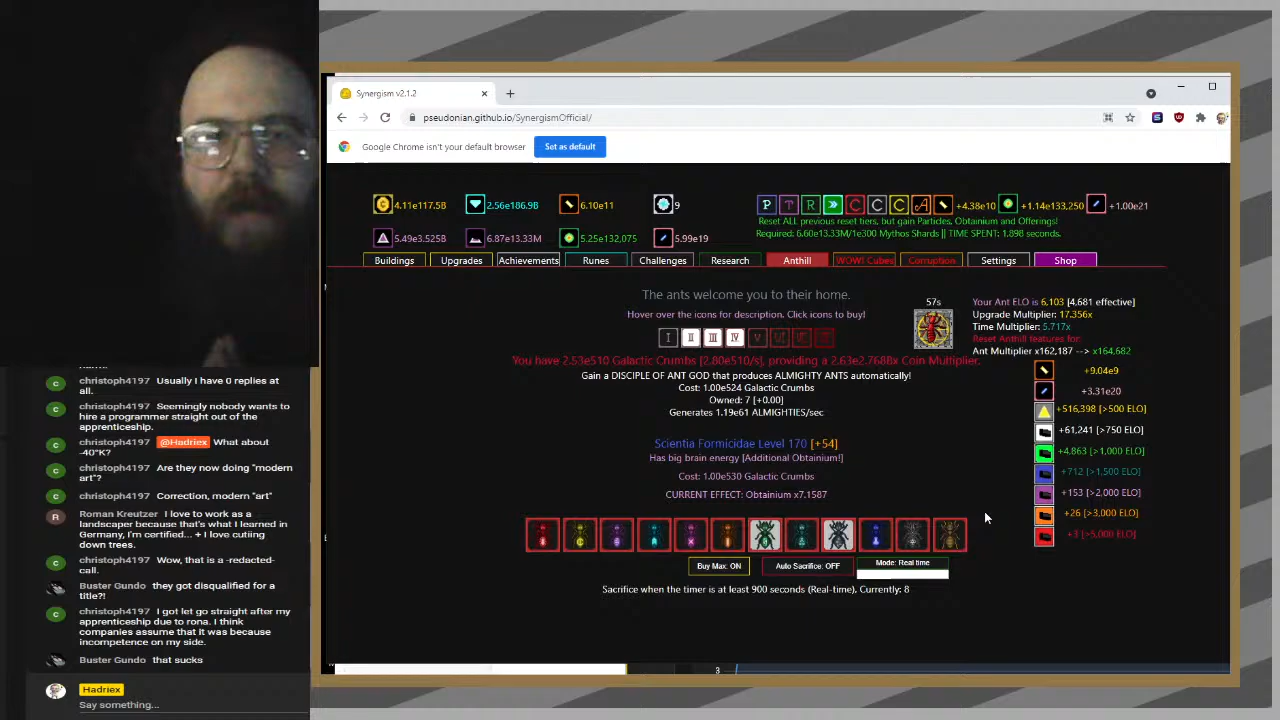 Synergism v2.1.2
pseudonian.github.io/SynergismOfficial/
Google Chrome isn't your default browser
Set as default
4.11e117.5B
2.56e186.9B
6.10e11
9
5.49e3.525B
6.87e13.33M
5.25e132,075
5.99e19
P T R C C C A +4.38e10 +1.14e133,250 +1.00e21
Reset ALL previous reset tiers, but gain Particles, Obtainium and Offerings!
Required: 6.60e13.33M/1e300 Mythos Shards || TIME SPENT: 1.898 seconds.
Buildings Upgrades Achievements Runes Challenges Research Anthill WOW! Cubes Corruption Settings Shop
The ants welcome you to their home.
Hover over the icons for description. Click icons to buy!
I II III IV V VI VII
You have 2.53e510 Galactic Crumbs [2.80e510/s], providing a 2.63e2.768B x Coin Multiplier.
Gain a DISCIPLE OF ANT GOD that produces ALMIGHTY ANTS automatically!
Cost: 1.00e524 Galactic Crumbs
Owned: 7 [+0.00]
Generates 1.19e61 ALMIGHTIES/sec
Scientia Formicidae Level 170 [+54]
Has big brain energy [Additional Obtainium!]
Cost: 1.00e530 Galactic Crumbs
CURRENT EFFECT: Obtainium x7.1587
Buy Max: ON
Auto Sacrifice: OFF
Mode: Real time
Sacrifice when the timer is at least 900 seconds (Real-time), Currently: 8
57s
Your Ant ELO is 6,103 [4,681 effective]
Upgrade Multiplier: 17.356x
Time Multiplier: 5.717x
Reset Anthill features for:
Ant Multiplier x162,187 --> x164,682
+9.04e9
+3.31e20
+516,398 [>500 ELO]
+61,241 [>750 ELO]
+4,863 [>1,000 ELO]
+712 [>1,500 ELO]
+153 [>2,000 ELO]
+26 [>3,000 ELO]
+3 [>5,000 ELO]
3
christoph4197 Usually I have 0 replies at
all.
christoph4197 Seemingly nobody wants to
hire a programmer straight out of the
apprenticeship.
christoph4197 @Hadriex What about
-40°K?
christoph4197 Are they now doing "modern
art"?
christoph4197 Correction, modern "art"
Roman Kreutzer I love to work as a
landscaper because that's what I learned in
Germany, I'm certified... + I love cutiing
down trees.
christoph4197 Wow, that is a -redacted-
call.
Buster Gundo they got disqualified for a
title?!
christoph4197 I got let go straight after my
apprenticeship due to rona. I think
companies assume that it was because
incompetence on my side.
Buster Gundo that sucks
Hadriex
Say something...